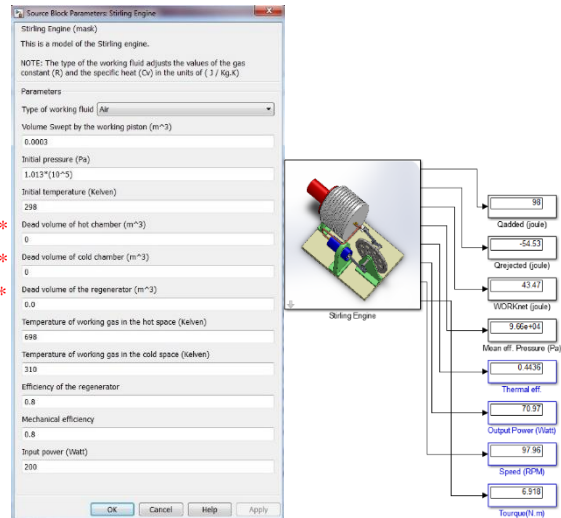 Source Block Parameters: Stirling Engine
Stirling Engine (mask)
This is a model of the Stirling engine.
NOTE: The type of the working fluid adjusts the values of the gas
constant (R) and the specific heat (Cv) in the units of ( J / Kg.K)
Parameters
Type of working fluid Air
Volume Swept by the working piston (m^3)
0.0003
Initial pressure (Pa)
1.013*(10^5)
Initial temperature (Kelven)
298
* Dead volume of hot chamber (m^3)
0
* Dead volume of cold chamber (m^3)
0
* Dead volume of the regenerator (m^3)
0.0
Temperature of working gas in the hot space (Kelven)
698
Temperature of working gas in the cold space (Kelven)
310
Efficiency of the regenerator
0.8
Mechanical efficiency
0.8
Input power (Watt)
200
OK Cancel Help Apply
Stirling Engine
98
Qadded (joule)
-54.53
Qrejected (joule)
43.47
WORKnet (joule)
9.66e+04
Mean eff. Pressure (Pa)
0.4436
Thermal eff.
70.97
Output Power (Watt)
97.96
Speed (RPM)
6.918
Tourque(N.m)